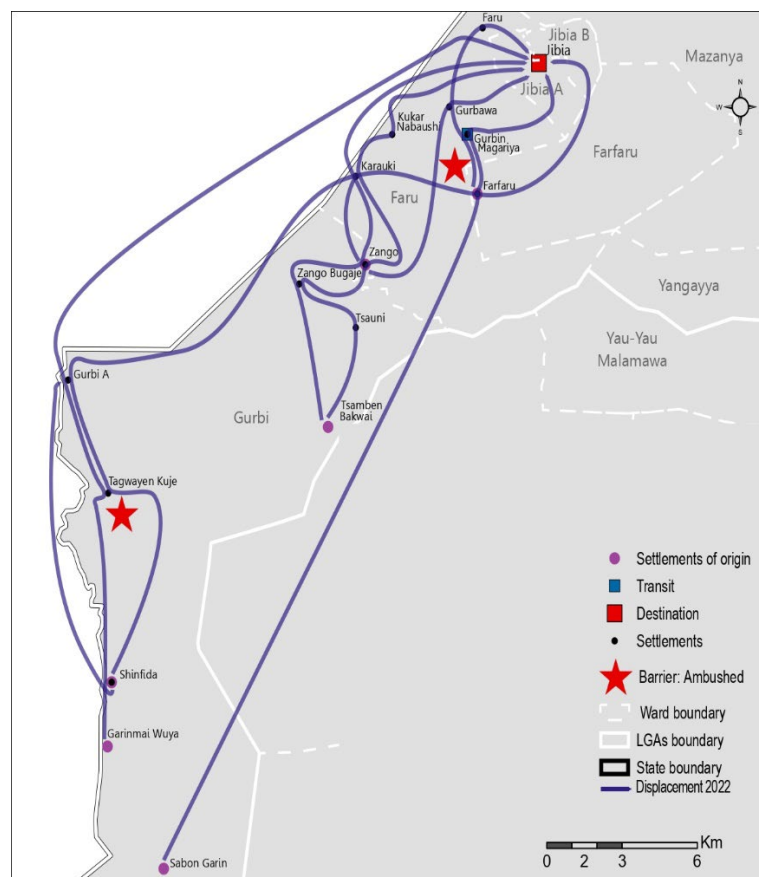 Faru
Jibia B
Jibia
Mazanya
N
W
E
S
Jibia A
Gurbawa
Kukar
Nabaushi
Gurbin
Magariya
Farfaru
Karauki
Faru
Farfaru
Zango
Zango Bugaje
Yangayya
Tsauni
Yau-Yau
Malamawa
Gurbi A
Gurbi
Tsamben
Bakwai
Tagwayen Kuje
Settlements of origin
Transit
Destination
Settlements
Shinfida
Barrier: Ambushed
Ward boundary
Garinmai Wuya
LGAs boundary
State boundary
Displacement 2022
Km
0 2 3 6
Sabon Garin